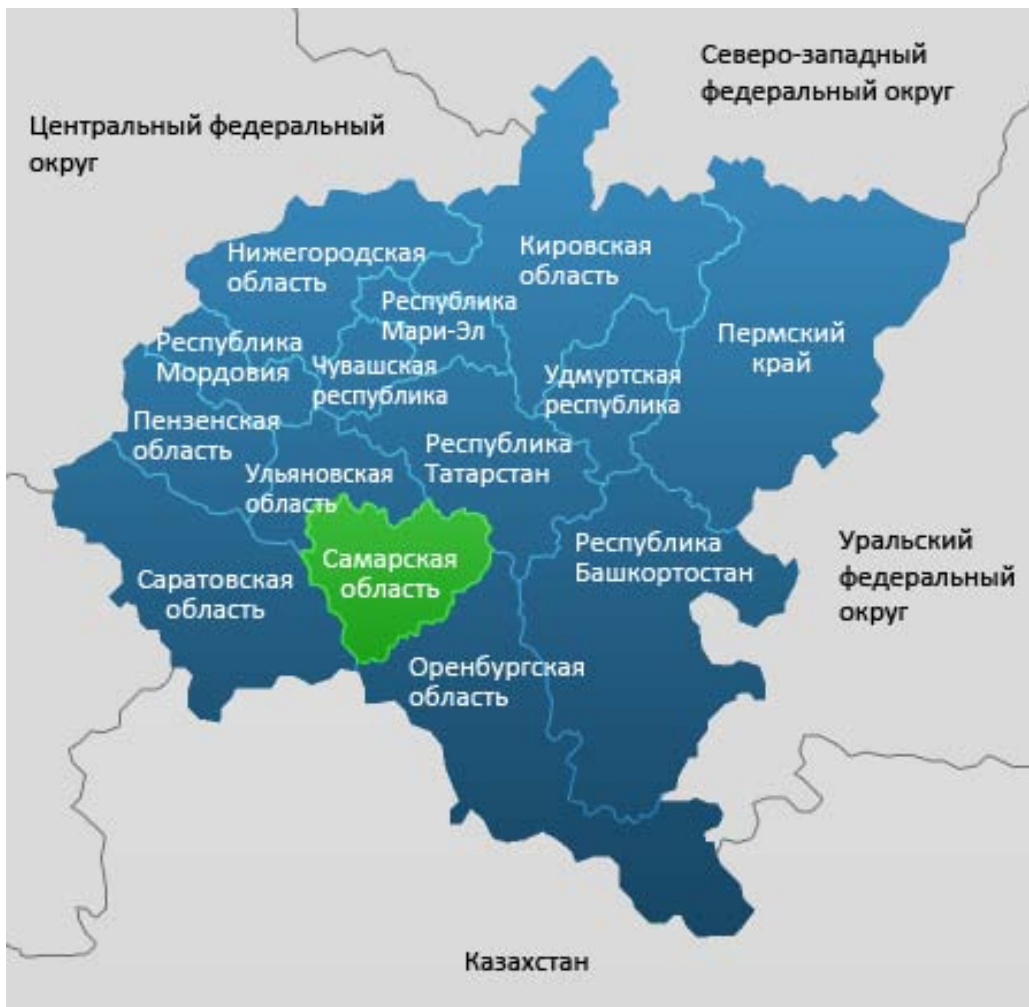 Северо-западный
федеральный округ
Центральный федеральный
округ
Нижегородская
область
Кировская
область
Республика
Мари-Эл
Пермский
край
Республика
Мордовия
Чувашская
республика
Удмуртская
республика
Пензенская
область
Республика
Татарстан
Ульяновская
область
Самарская
область
Республика
Башкортостан
Уральский
федеральный
округ
Саратовская
область
Оренбургская
область
Казахстан